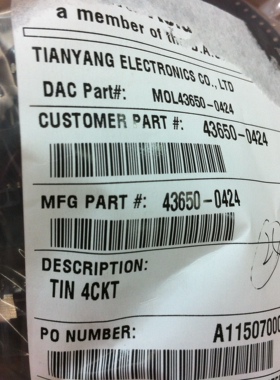 a member of the D.A.
TIANYANG ELECTRONICS CO., LTD
DAC Part#: MOL43650-0424
CUSTOMER PART #: 43650-0424
MFG PART #: 43650-0424
DESCRIPTION:
TIN 4CKT
PO NUMBER: A11507000